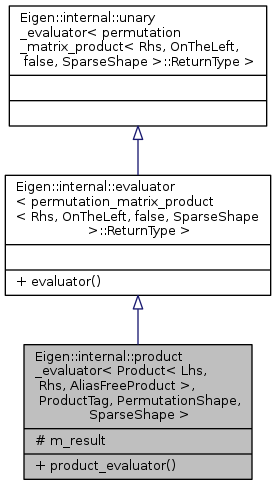 Eigen::internal::unary
_evaluator< permutation
_matrix_product< Rhs, OnTheLeft,
false, SparseShape >::ReturnType >
Eigen::internal::evaluator
< permutation_matrix_product
< Rhs, OnTheLeft, false, SparseShape
>::ReturnType >
+ evaluator()
Eigen::internal::product
_evaluator< Product< Lhs,
Rhs, AliasFreeProduct >,
ProductTag, PermutationShape,
SparseShape >
# m_result
+ product_evaluator()